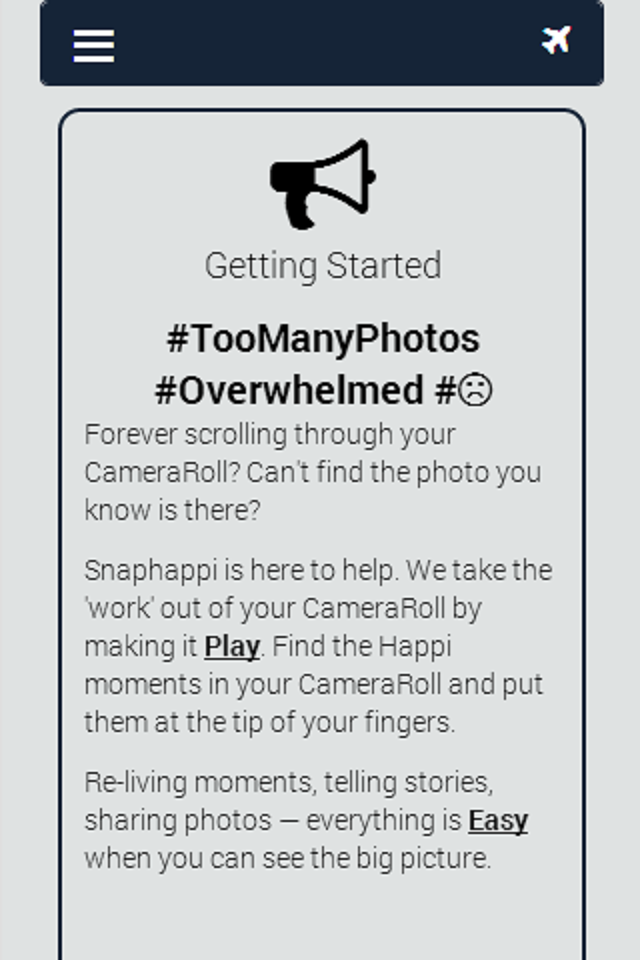 Getting Started
#TooManyPhotos
#Overwhelmed #☹
Forever scrolling through your
CameraRoll? Can't find the photo you
know is there?
Snaphappi is here to help. We take the
'work' out of your CameraRoll by
making it Play. Find the Happi
moments in your CameraRoll and put
them at the tip of your fingers.
Re-living moments, telling stories,
sharing photos — everything is Easy
when you can see the big picture.